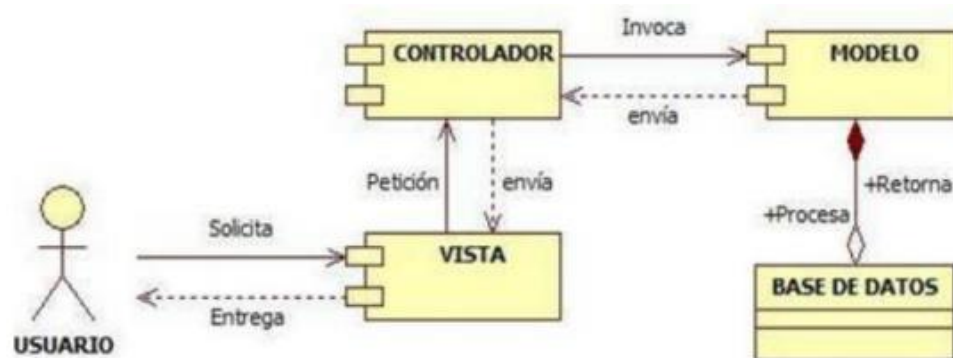 Invoca
CONTROLADOR
MODELO
envía
Petición
envía
+Retorna
+Procesa
Solicita
VISTA
BASE DE DATOS
Entrega
USUARIO